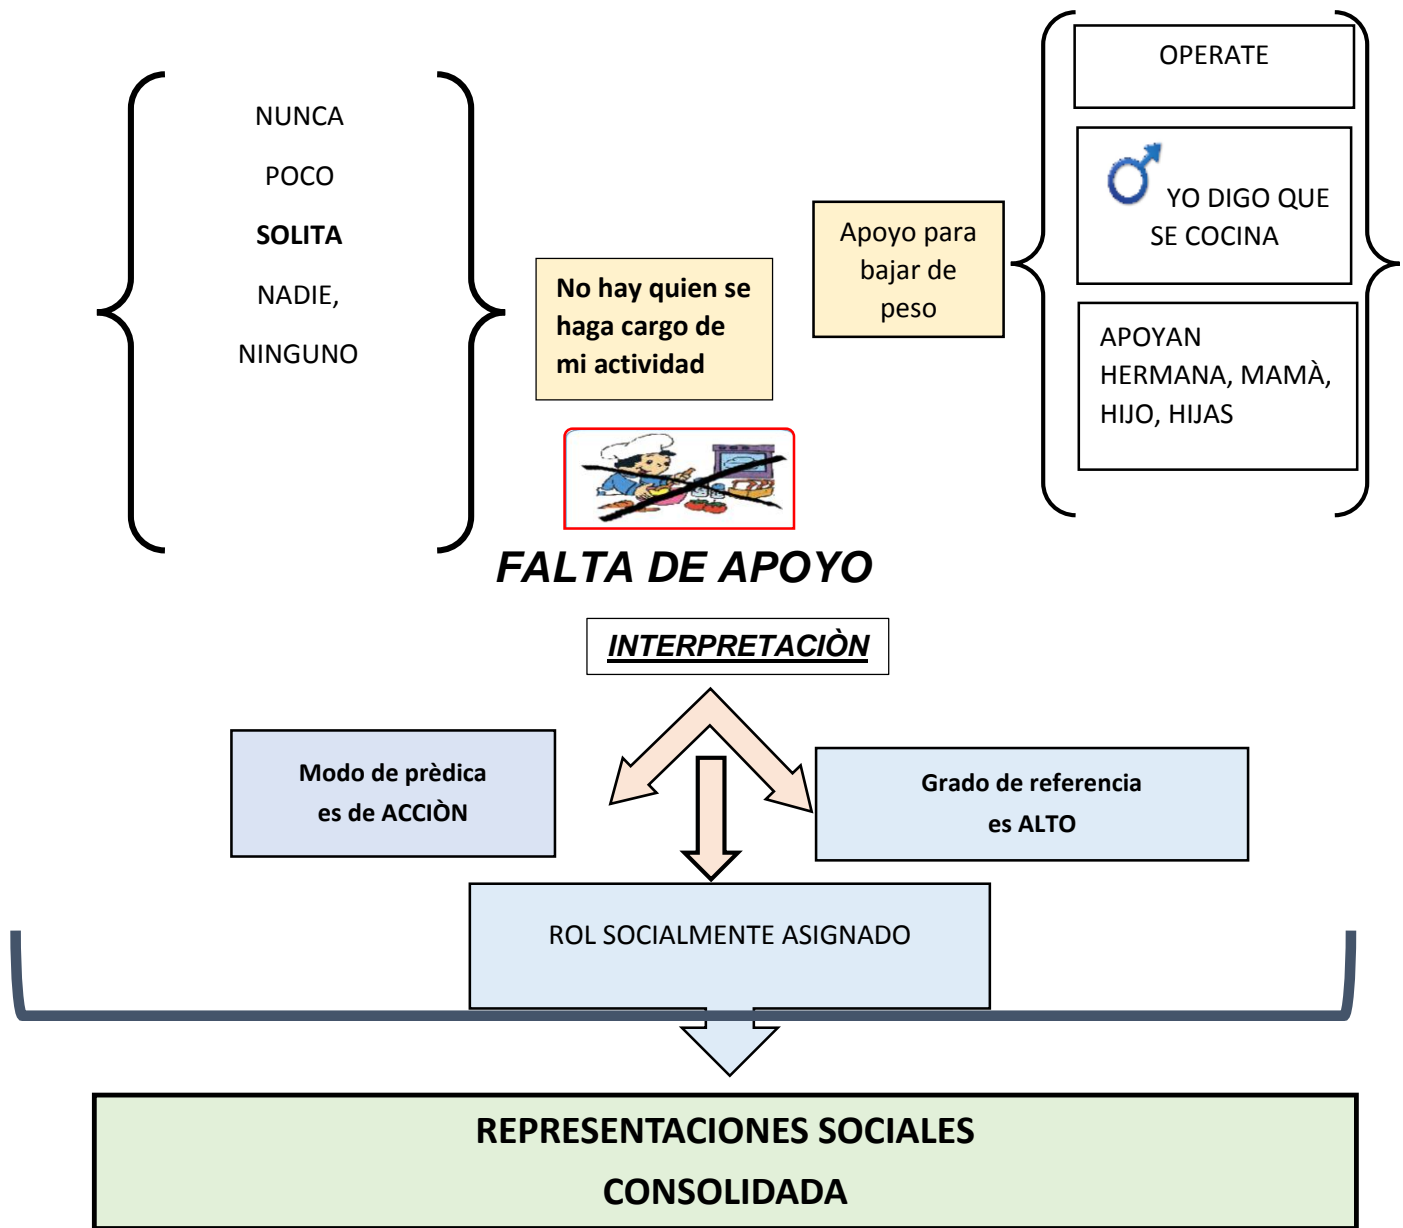 NUNCA
POCO
SOLITA
NADIE,
NINGUNO
No hay quien se
haga cargo de
mi actividad
Apoyo para
bajar de
peso
OPERATE
YO DIGO QUE
SE COCINA
APOYAN
HERMANA, MAMÀ,
HIJO, HIJAS
FALTA DE APOYO
INTERPRETACIÒN
Modo de prèdica
es de ACCIÒN
Grado de referencia
es ALTO
ROL SOCIALMENTE ASIGNADO
REPRESENTACIONES SOCIALES
CONSOLIDADA